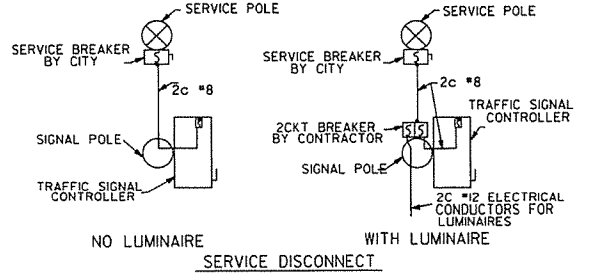 SERVICE POLE
SERVICE BREAKER
BY CITY
2c #8
SIGNAL POLE
TRAFFIC SIGNAL
CONTROLLER
NO LUMINAIRE
SERVICE POLE
SERVICE BREAKER
BY CITY
2c #8
TRAFFIC SIGNAL
CONTROLLER
2CKT BREAKER
BY CONTRACTOR
SIGNAL POLE
2C #12 ELECTRICAL
CONDUCTORS FOR
LUMINAIRES
WITH LUMINAIRE
SERVICE DISCONNECT